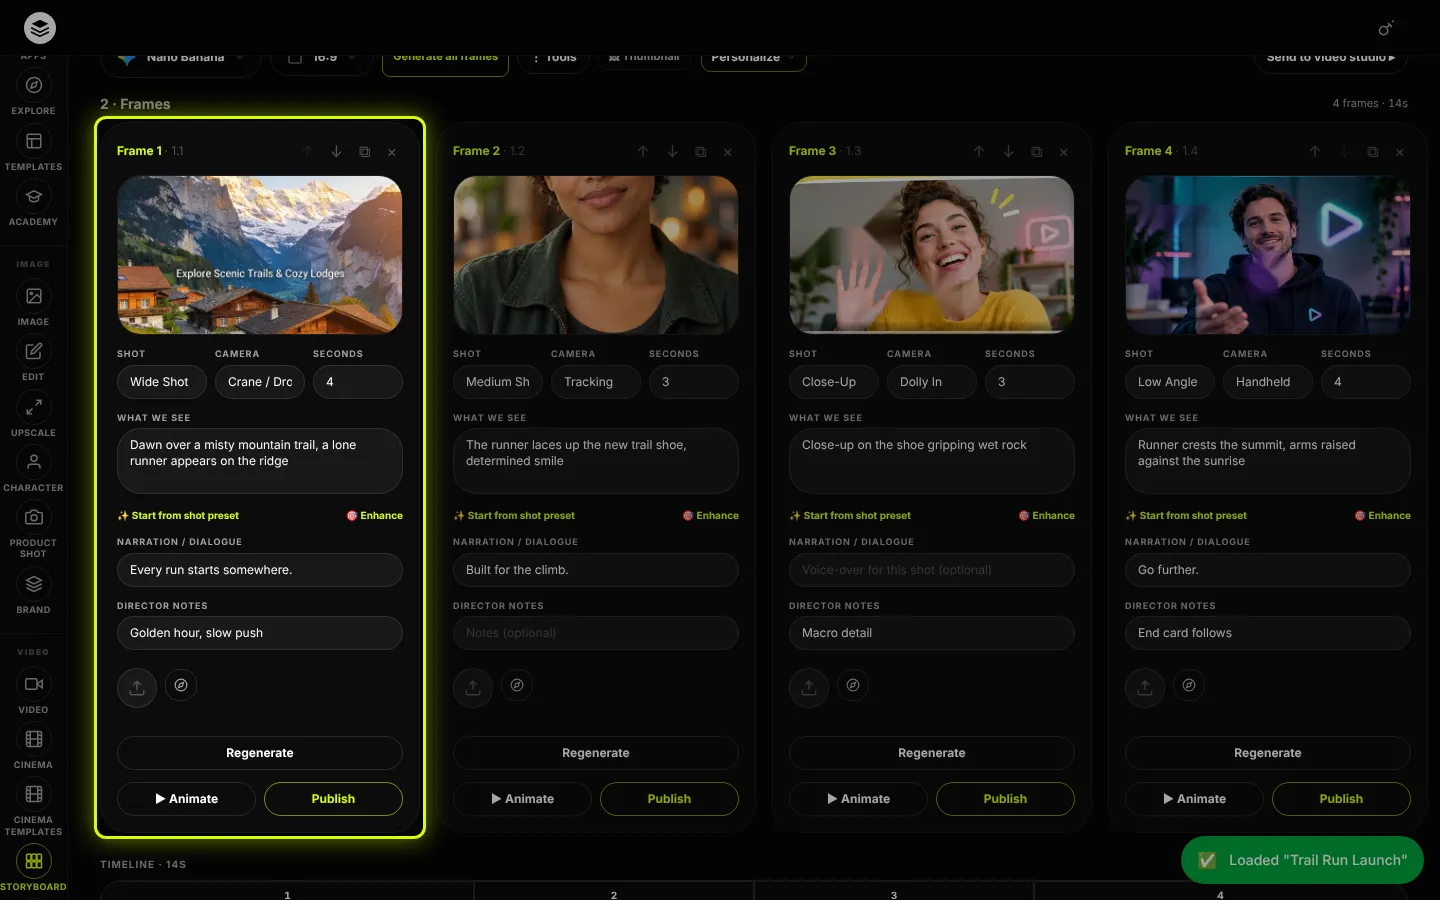 Nano Banana
16:9
Generate all frames
Tools
Thumbnail
Personalize
Send to video studio ▸
APPS
EXPLORE
TEMPLATES
ACADEMY
IMAGE
IMAGE
EDIT
UPSCALE
CHARACTER
PRODUCT
SHOT
BRAND
VIDEO
VIDEO
CINEMA
CINEMA
TEMPLATES
STORYBOARD
2 · Frames
4 frames · 14s
Frame 1 · 1.1
Explore Scenic Trails & Cozy Lodges
SHOT CAMERA SECONDS
Wide Shot Crane / Drc 4
WHAT WE SEE
Dawn over a misty mountain trail, a lone
runner appears on the ridge
✨ Start from shot preset 🎯 Enhance
NARRATION / DIALOGUE
Every run starts somewhere.
DIRECTOR NOTES
Golden hour, slow push
Regenerate
▶ Animate Publish
Frame 2 · 1.2
SHOT CAMERA SECONDS
Medium Sh Tracking 3
WHAT WE SEE
The runner laces up the new trail shoe,
determined smile
✨ Start from shot preset 🎯 Enhance
NARRATION / DIALOGUE
Built for the climb.
DIRECTOR NOTES
Notes (optional)
Regenerate
▶ Animate Publish
Frame 3 · 1.3
SHOT CAMERA SECONDS
Close-Up Dolly In 3
WHAT WE SEE
Close-up on the shoe gripping wet rock
✨ Start from shot preset 🎯 Enhance
NARRATION / DIALOGUE
Voice-over for this shot (optional)
DIRECTOR NOTES
Macro detail
Regenerate
▶ Animate Publish
Frame 4 · 1.4
SHOT CAMERA SECONDS
Low Angle Handheld 4
WHAT WE SEE
Runner crests the summit, arms raised
against the sunrise
✨ Start from shot preset 🎯 Enhance
NARRATION / DIALOGUE
Go further.
DIRECTOR NOTES
End card follows
Regenerate
▶ Animate Publish
TIMELINE · 14S
1 2 3 4
✅ Loaded "Trail Run Launch"